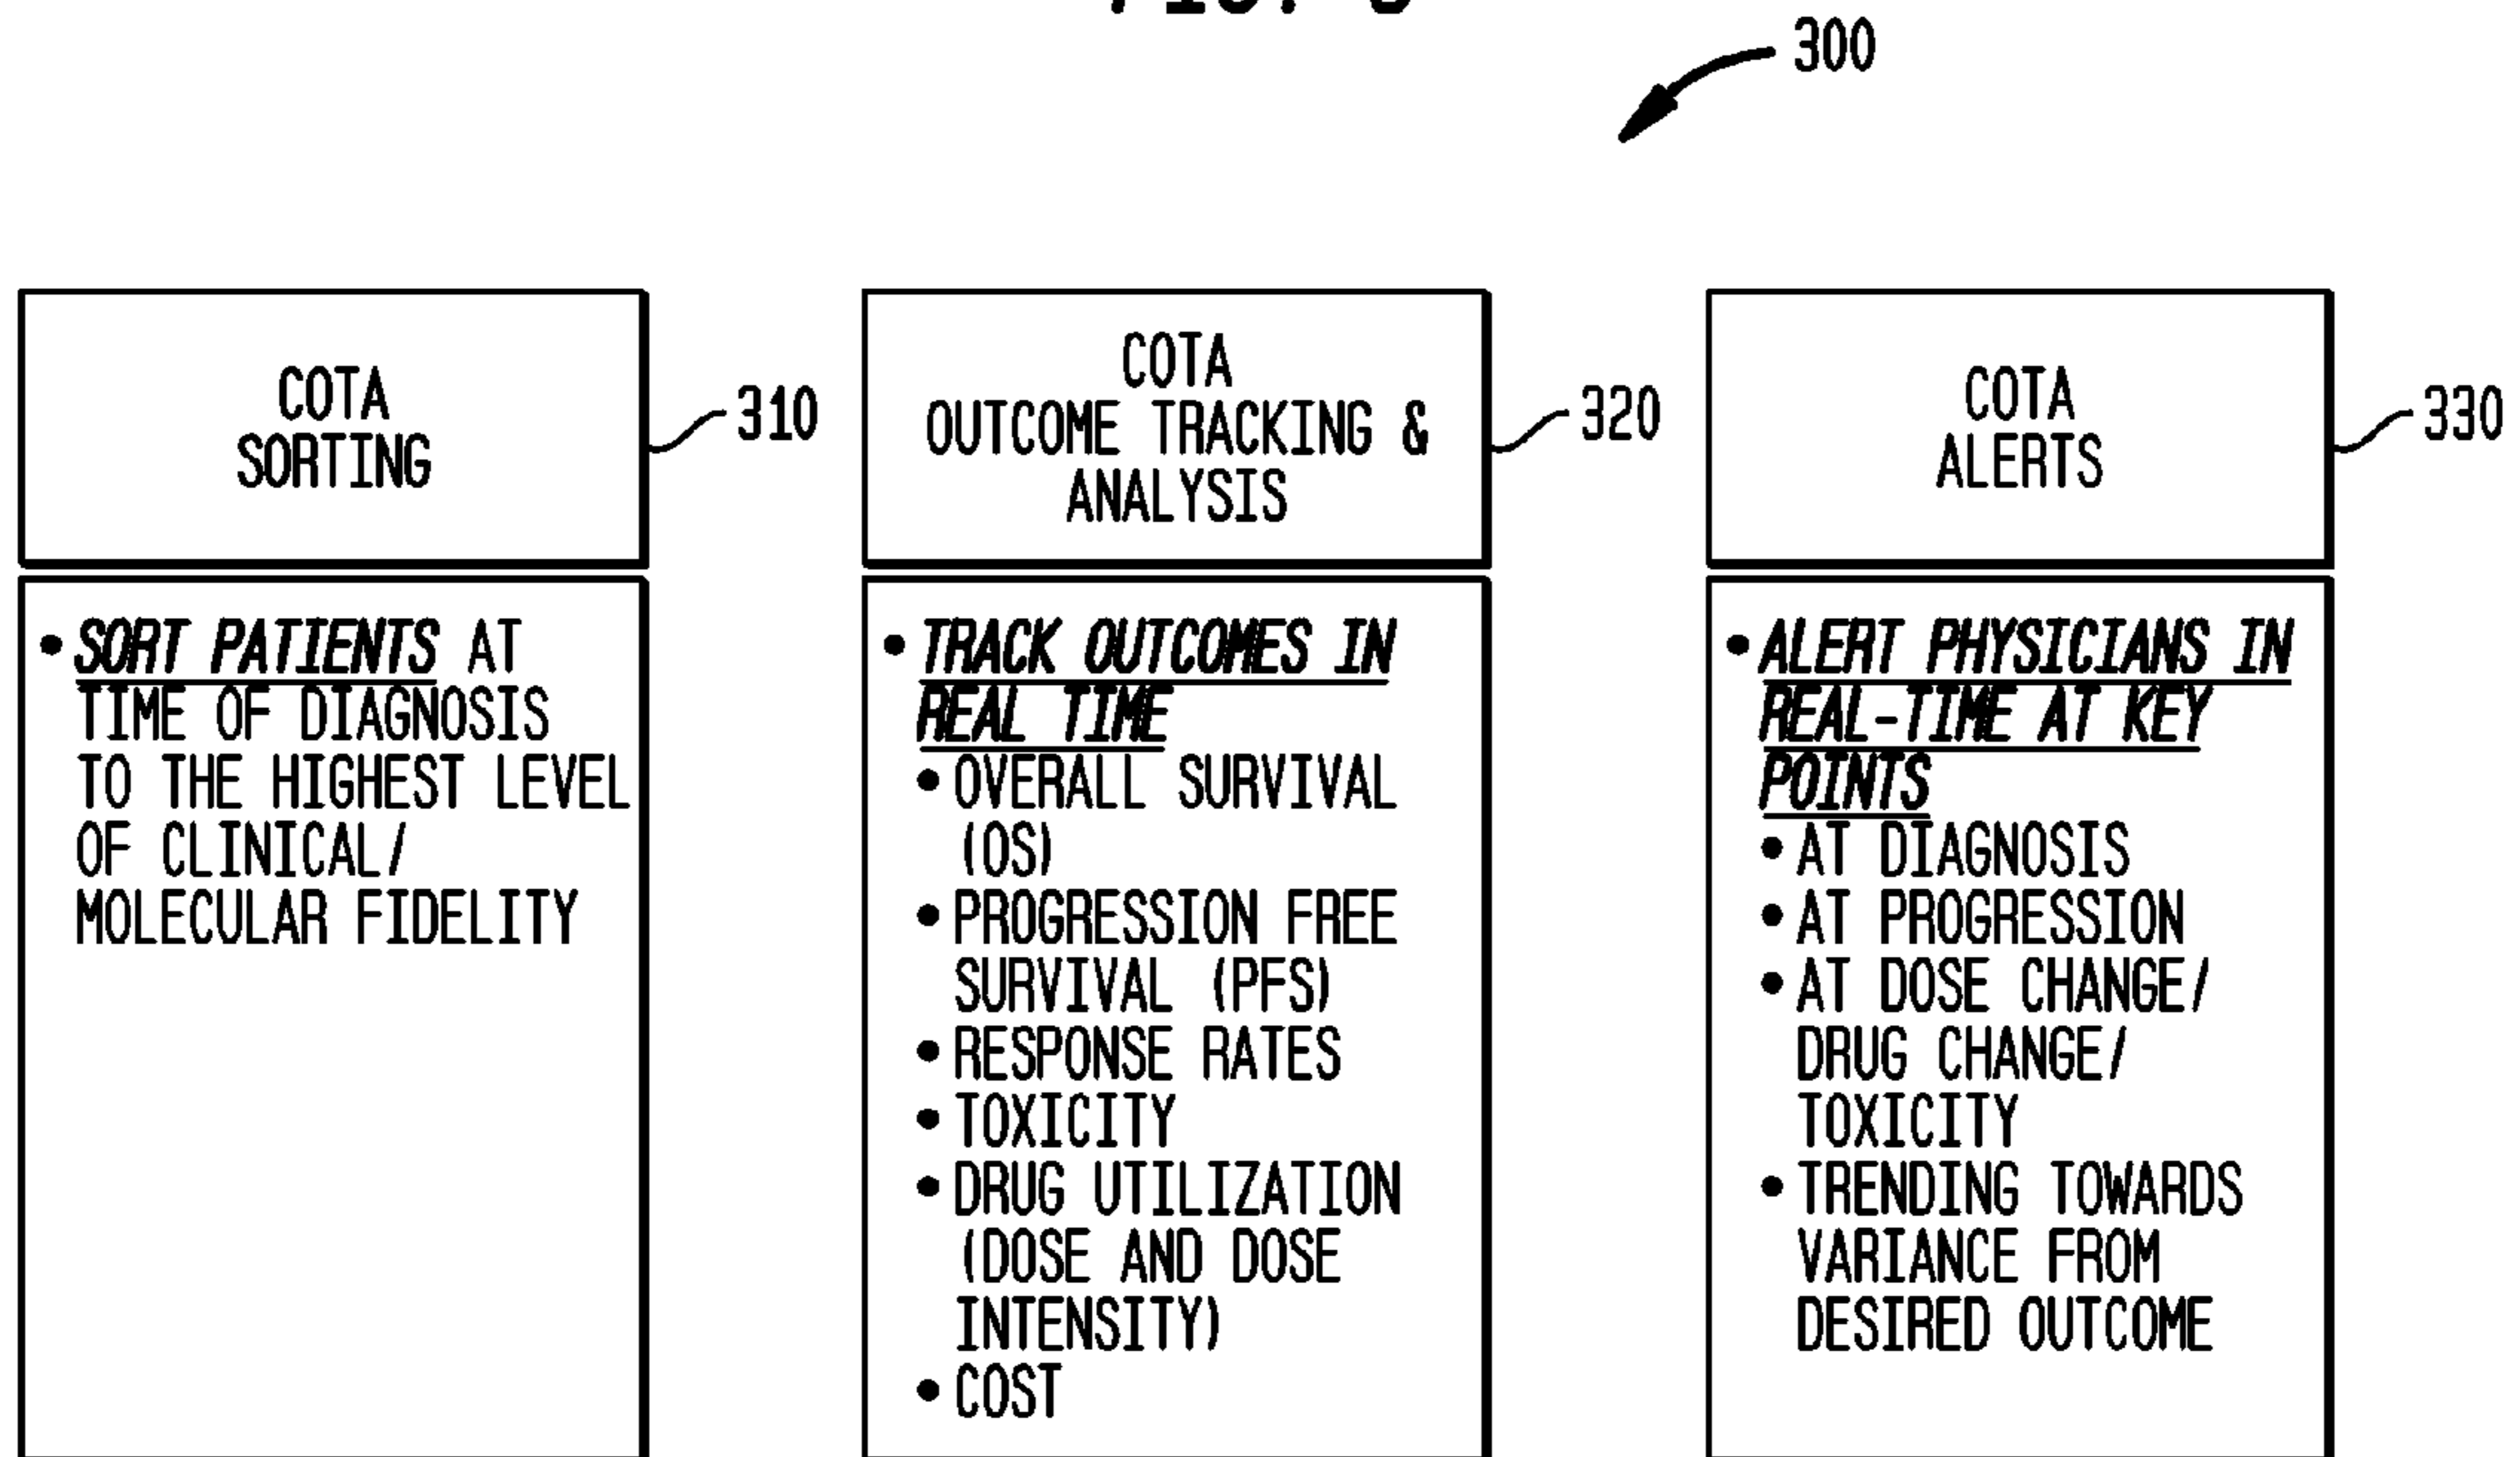 300
COTA
SORTING
310
• SORT PATIENTS AT
TIME OF DIAGNOSIS
TO THE HIGHEST LEVEL
OF CLINICAL/
MOLECULAR FIDELITY
COTA
OUTCOME TRACKING &
ANALYSIS
320
• TRACK OUTCOMES IN
REAL TIME
• OVERALL SURVIVAL
(OS)
• PROGRESSION FREE
SURVIVAL (PFS)
• RESPONSE RATES
• TOXICITY
• DRUG UTILIZATION
(DOSE AND DOSE
INTENSITY)
• COST
COTA
ALERTS
330
• ALERT PHYSICIANS IN
REAL-TIME AT KEY
POINTS
• AT DIAGNOSIS
• AT PROGRESSION
• AT DOSE CHANGE/
DRUG CHANGE/
TOXICITY
• TRENDING TOWARDS
VARIANCE FROM
DESIRED OUTCOME